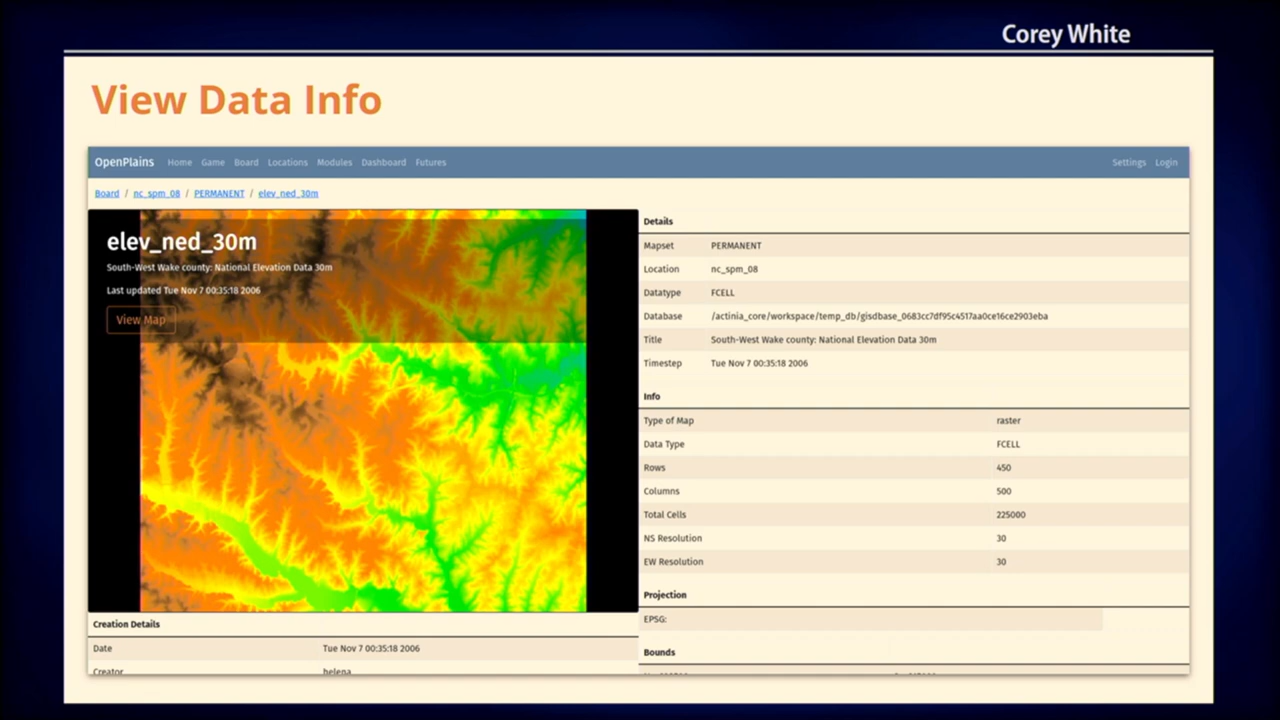 Corey White
View Data Info
OpenPlains Home Game Board Locations Modules Dashboard Futures Settings Login
Board / nc_spm_08 / PERMANENT / elev_ned_30m
elev_ned_30m
South-West Wake county: National Elevation Data 30m
Last updated Tue Nov 7 00:35:18 2006
View Map
Creation Details
Date Tue Nov 7 00:35:18 2006
Creator helena
Details
Mapset PERMANENT
Location nc_spm_08
Datatype FCELL
Database /actinia_core/workspace/temp_db/gisdbase_0683cc7df95c4517aa0ce16ce2903eba
Title South-West Wake county: National Elevation Data 30m
Timestep Tue Nov 7 00:35:18 2006
Info
Type of Map raster
Data Type FCELL
Rows 450
Columns 500
Total Cells 225000
NS Resolution 30
EW Resolution 30
Projection
EPSG:
Bounds